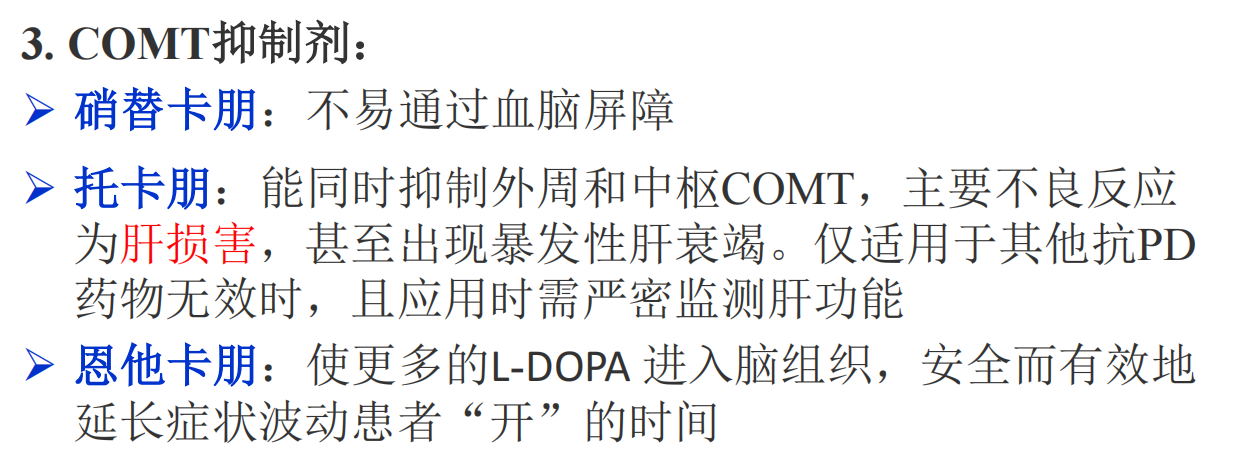 3. COMT抑制剂：
➢ 硝替卡朋：不易通过血脑屏障
➢ 托卡朋：能同时抑制外周和中枢COMT，主要不良反应
为肝损害，甚至出现暴发性肝衰竭。仅适用于其他抗PD
药物无效时，且应用时需严密监测肝功能
➢ 恩他卡朋：使更多的L-DOPA 进入脑组织，安全而有效地
延长症状波动患者“开”的时间